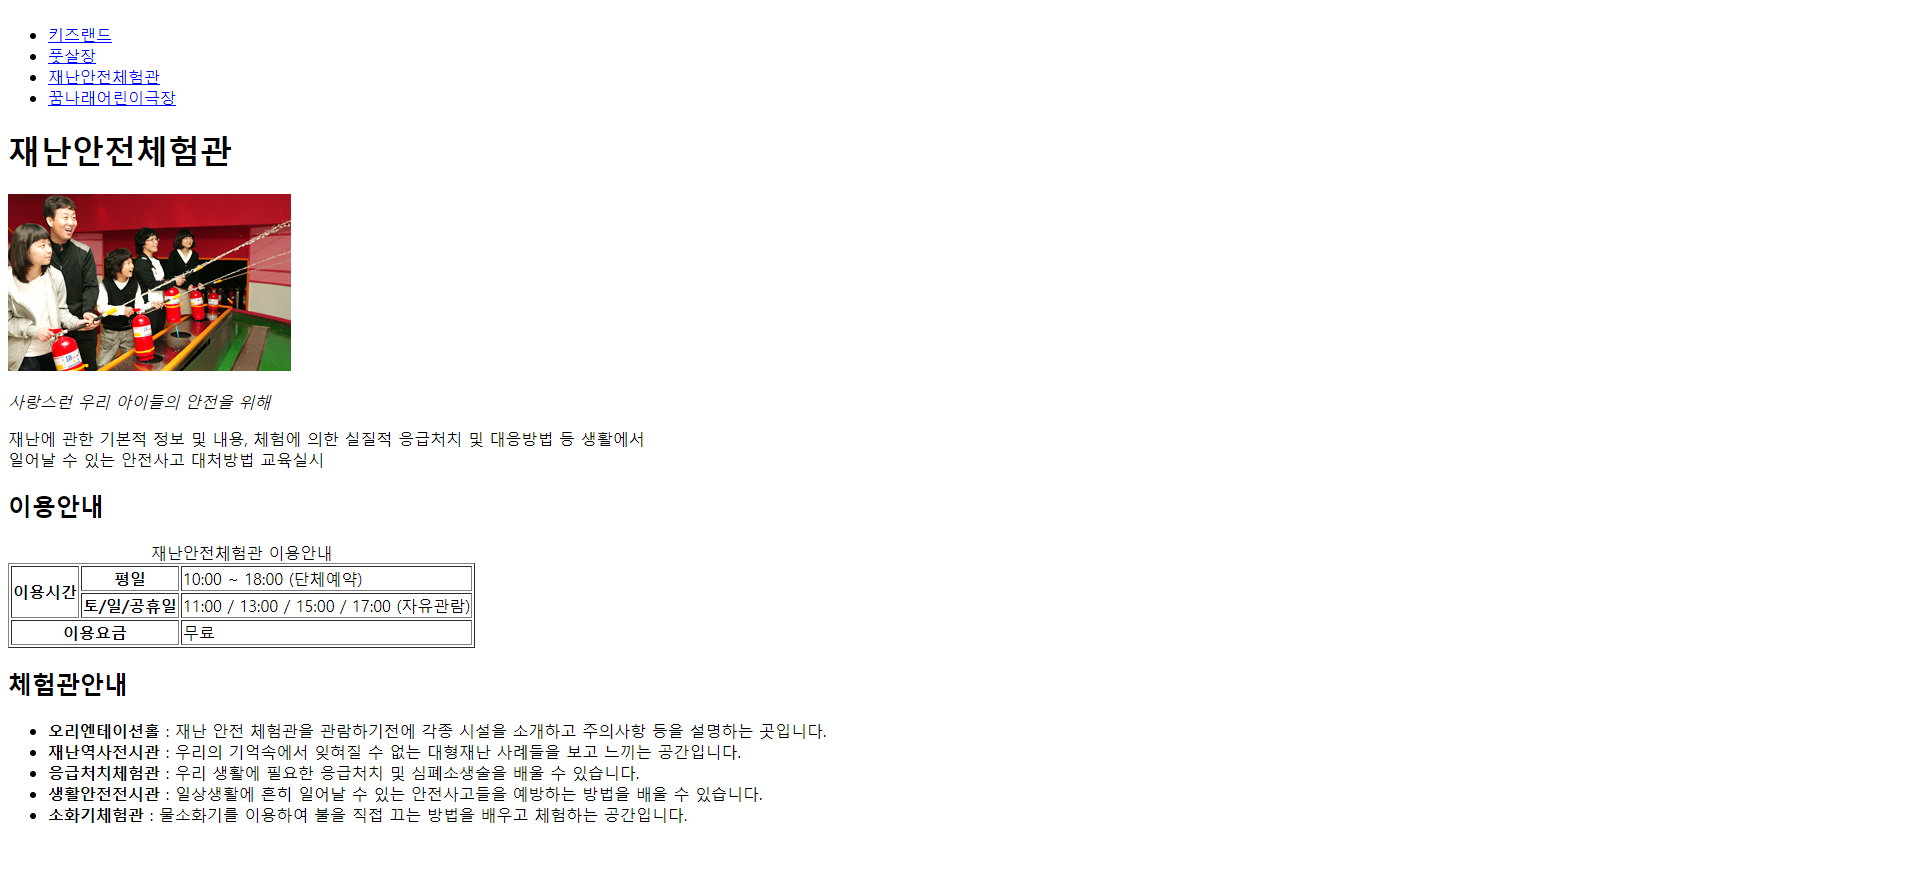 키즈랜드
풋살장
재난안전체험관
꿈나래어린이극장
재난안전체험관
사랑스런 우리 아이들의 안전을 위해
재난에 관한 기본적 정보 및 내용, 체험에 의한 실질적 응급처치 및 대응방법 등 생활에서
일어날 수 있는 안전사고 대처방법 교육실시
이용안내
재난안전체험관 이용안내
이용시간 평일 10:00 ~ 18:00 (단체예약)
토/일/공휴일 11:00 / 13:00 / 15:00 / 17:00 (자유관람)
이용요금 무료
체험관안내
오리엔테이션홀 : 재난 안전 체험관을 관람하기전에 각종 시설을 소개하고 주의사항 등을 설명하는 곳입니다.
재난역사전시관 : 우리의 기억속에서 잊혀질 수 없는 대형재난 사례들을 보고 느끼는 공간입니다.
응급처치체험관 : 우리 생활에 필요한 응급처치 및 심폐소생술을 배울 수 있습니다.
생활안전전시관 : 일상생활에 흔히 일어날 수 있는 안전사고들을 예방하는 방법을 배울 수 있습니다.
소화기체험관 : 물소화기를 이용하여 불을 직접 끄는 방법을 배우고 체험하는 공간입니다.